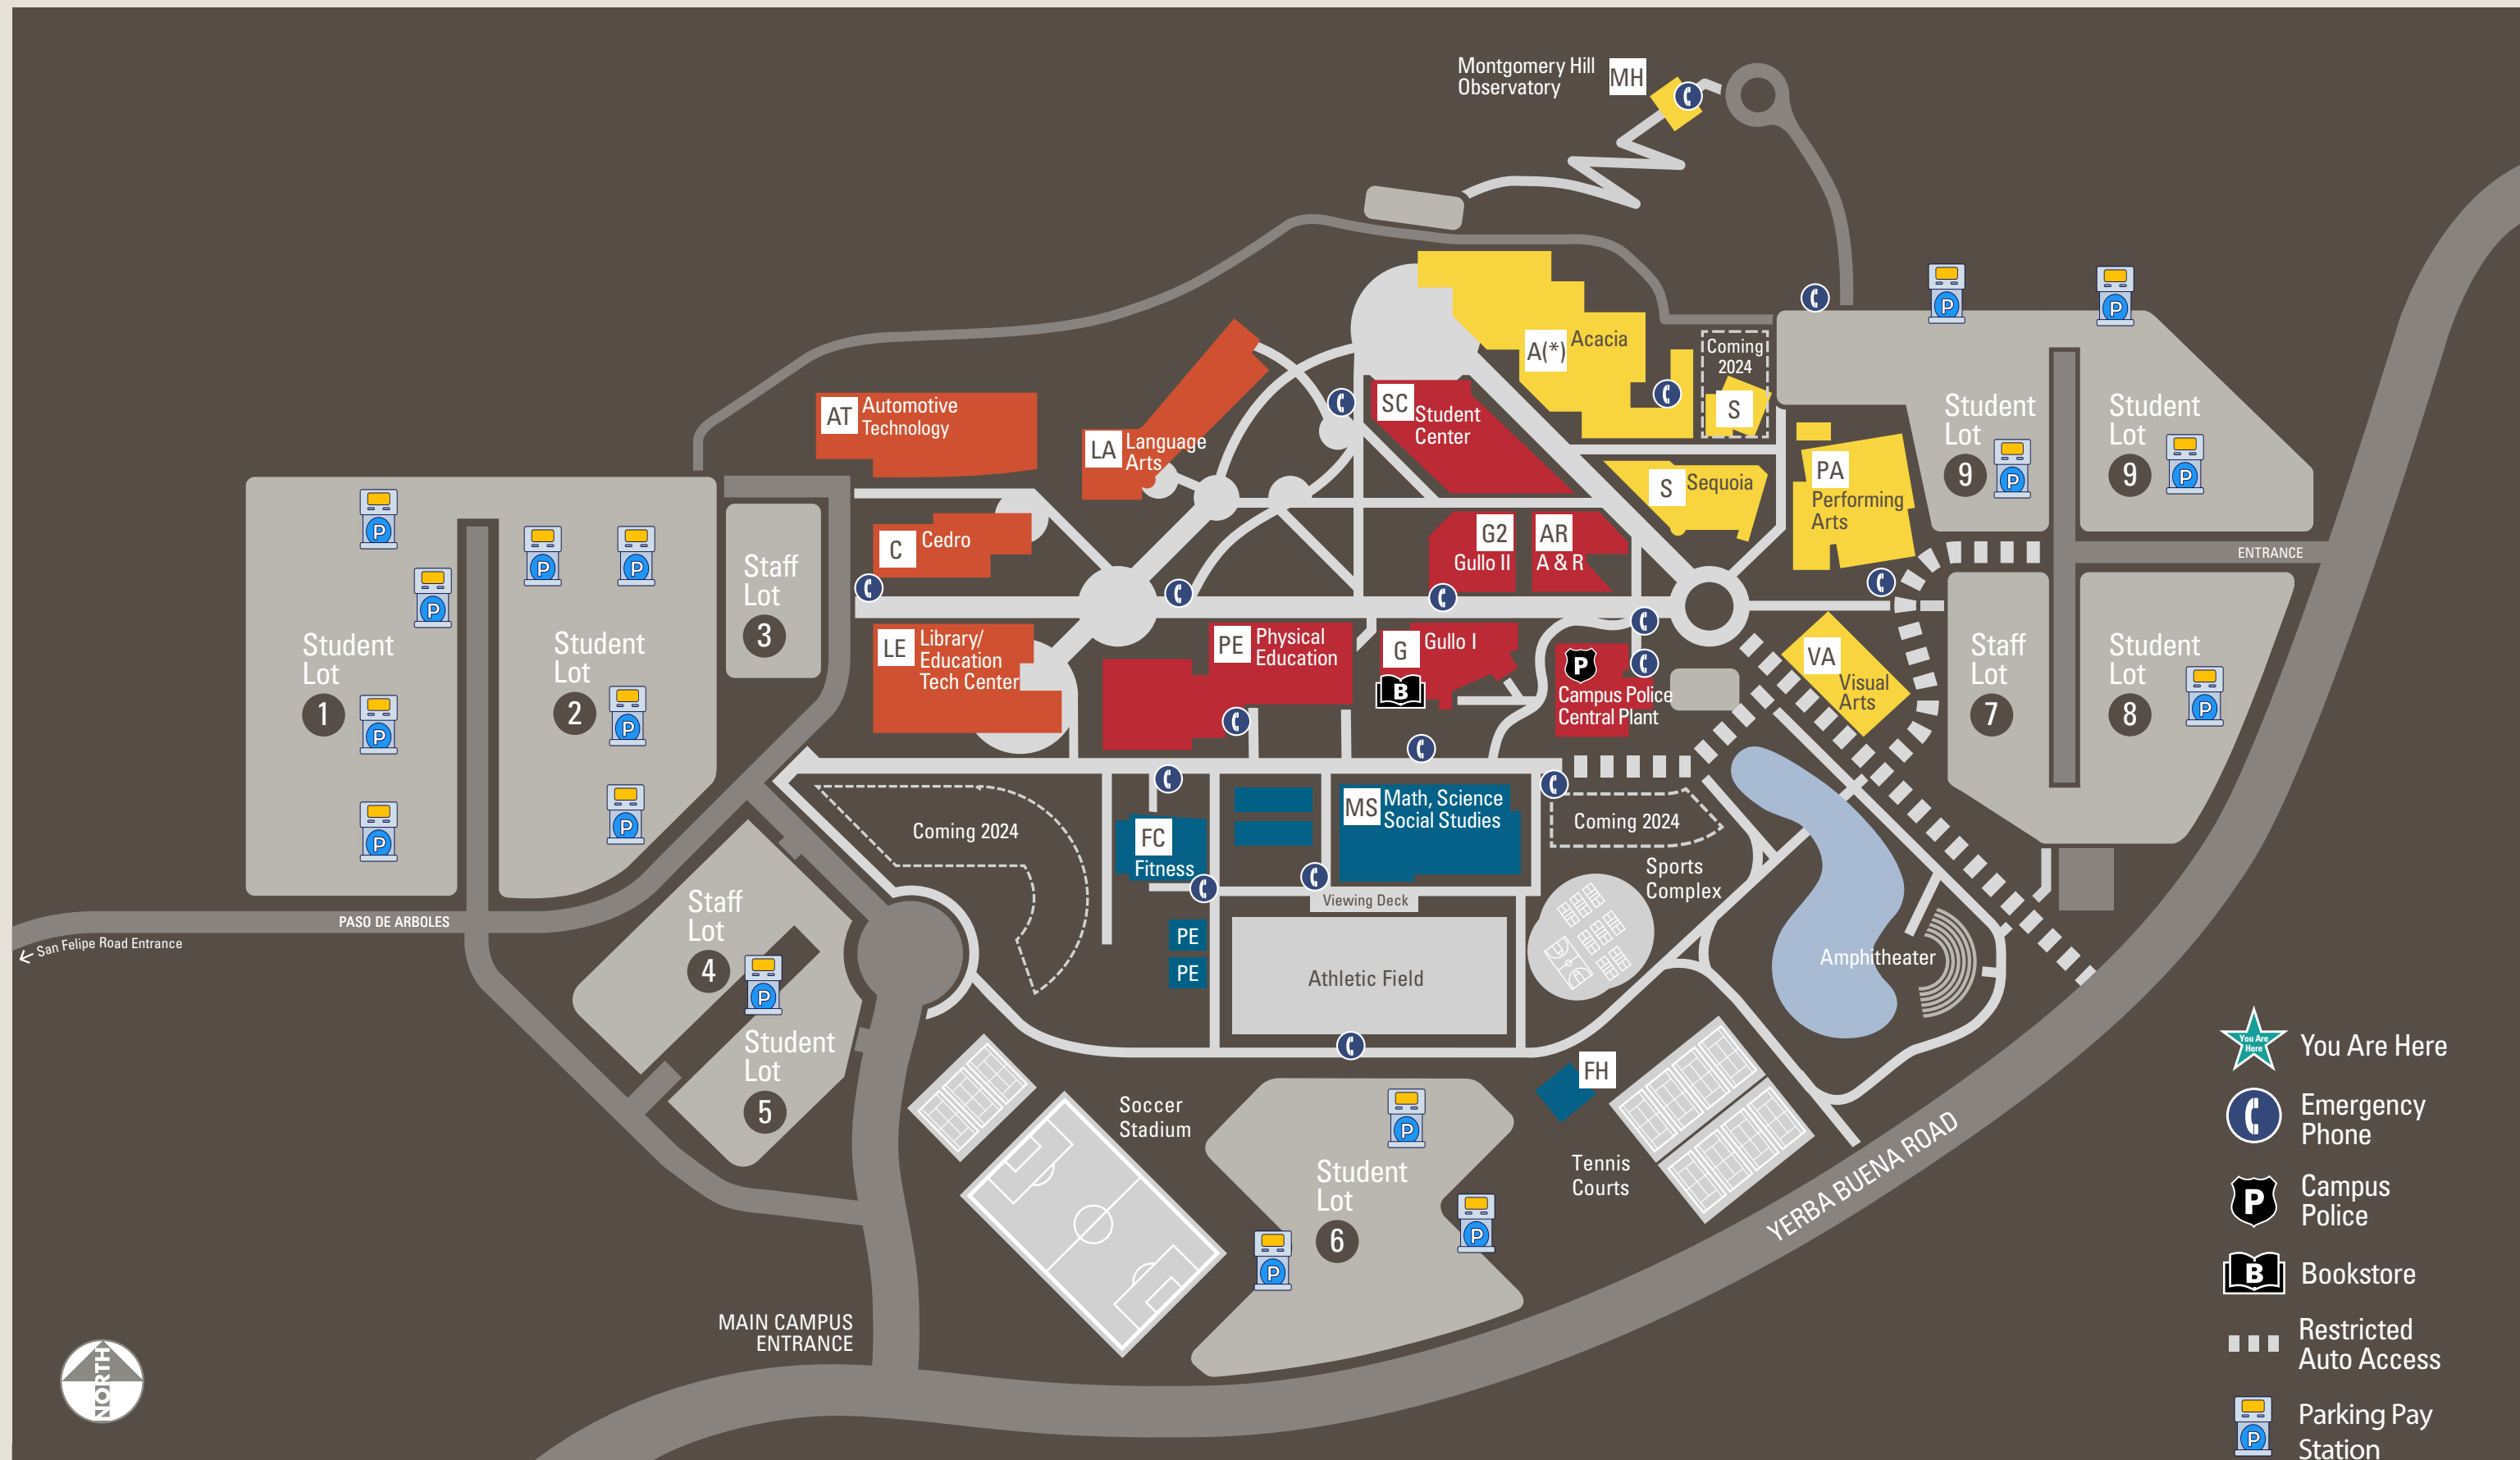 Montgomery Hill
Observatory
MH
A(*)
Acacia
Coming
2024
S
AT
Automotive
Technology
LA
Language
Arts
SC
Student
Center
S
Sequoia
PA
Performing
Arts
Student
Lot
9
P
Student
Lot
9
P
P
P
C
Cedro
G2
Gullo II
AR
A & R
ENTRANCE
P
P
P
P
P
P
P
P
Student
Lot
1
Student
Lot
2
Staff
Lot
3
LE
Library/
Education
Tech Center
PE
Physical
Education
G
Gullo I
B
P
Campus Police
Central Plant
VA
Visual
Arts
Staff
Lot
7
Student
Lot
8
P
Coming 2024
FC
Fitness
MS
Math, Science
Social Studies
Coming 2024
Sports
Complex
Viewing Deck
PASO DE ARBOLES
San Felipe Road Entrance
Staff
Lot
4
P
PE
PE
Athletic Field
Amphitheater
Student
Lot
5
Soccer
Stadium
FH
Tennis
Courts
P
Student
Lot
6
P
P
YERBA BUENA ROAD
MAIN CAMPUS
ENTRANCE
NORTH
You Are
Here
You Are Here
Emergency
Phone
P
Campus
Police
B
Bookstore
Restricted
Auto Access
P
Parking Pay
Station